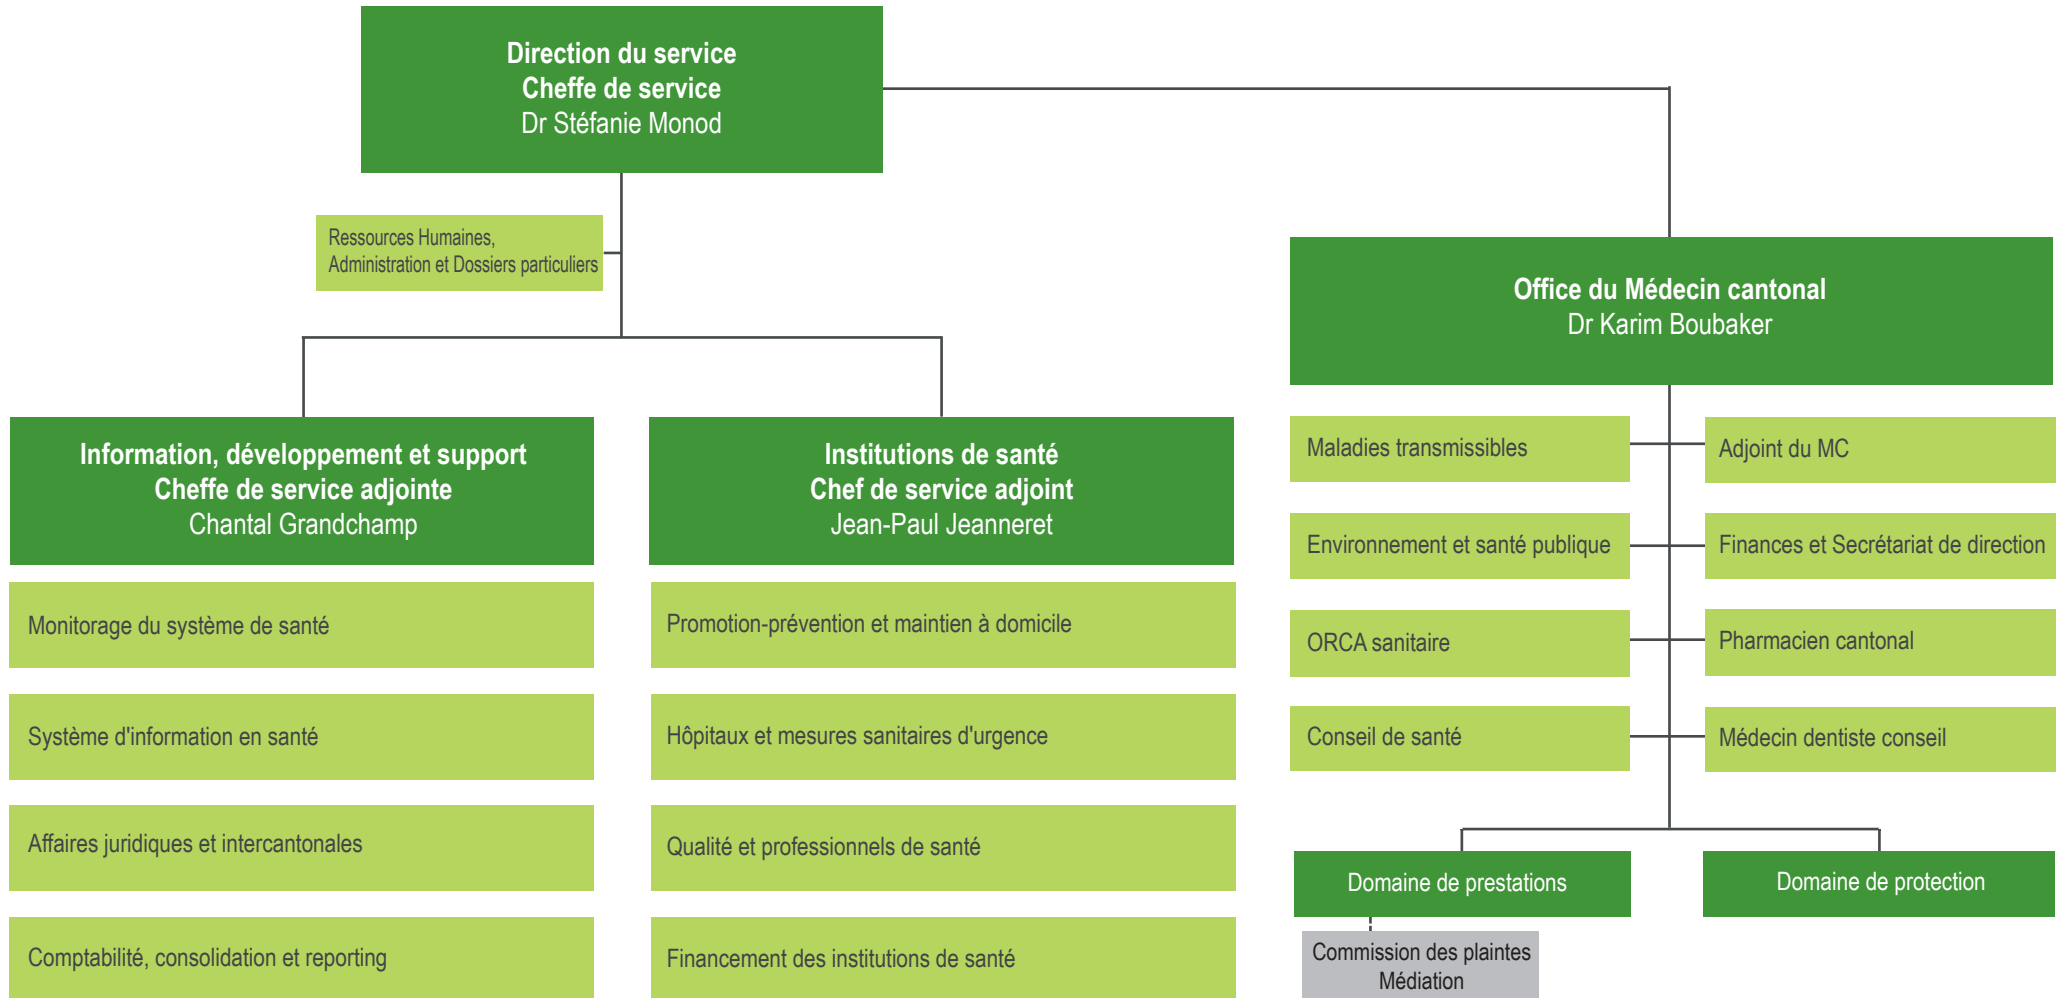 Direction du service
Cheffe de service
Dr Stéfanie Monod
Ressources Humaines,
Administration et Dossiers particuliers
Information, développement et support
Cheffe de service adjointe
Chantal Grandchamp
Monitorage du système de santé
Système d'information en santé
Affaires juridiques et intercantonales
Comptabilité, consolidation et reporting
Institutions de santé
Chef de service adjoint
Jean-Paul Jeanneret
Promotion-prévention et maintien à domicile
Hôpitaux et mesures sanitaires d'urgence
Qualité et professionnels de santé
Financement des institutions de santé
Office du Médecin cantonal
Dr Karim Boubaker
Maladies transmissibles
Adjoint du MC
Environnement et santé publique
Finances et Secrétariat de direction
ORCA sanitaire
Pharmacien cantonal
Conseil de santé
Médecin dentiste conseil
Domaine de prestations
Domaine de protection
Commission des plaintes
Médiation